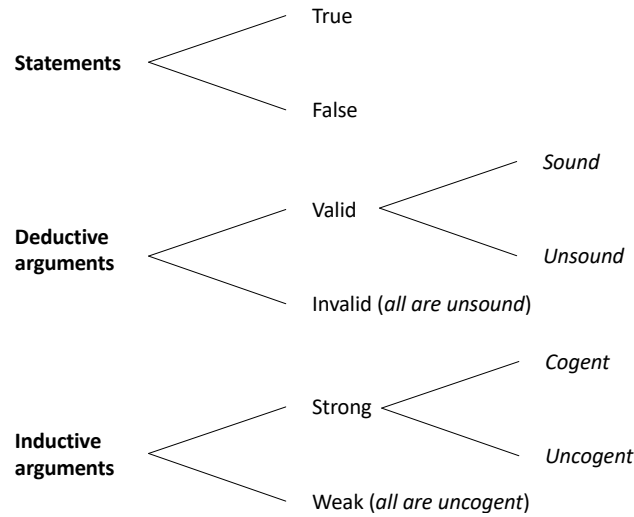 True
Statements
False
Sound
Valid
Deductive
arguments
Unsound
Invalid (all are unsound)
Cogent
Strong
Inductive
arguments
Uncogent
Weak (all are uncogent)